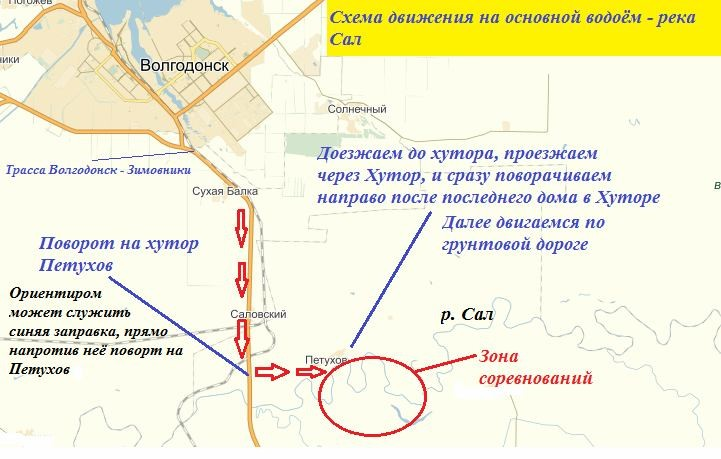 Погожев
Схема движения на основной водоём - река
Сал
Волгодонск
Солнечный
Трасса Волгодонск - Зимовники
Доезжаем до хутора, проезжаем
через Хутор, и сразу поворачиваем
направо после последнего дома в Хуторе
Сухая Балка
Далее двигаемся по
грунтовой дороге
Поворот на хутор
Петухов
Ориентиром
может служить
синяя заправка, прямо
напротив неё поворт на
Петухов
Саловский
р. Сал
Петухов
Зона
соревнований